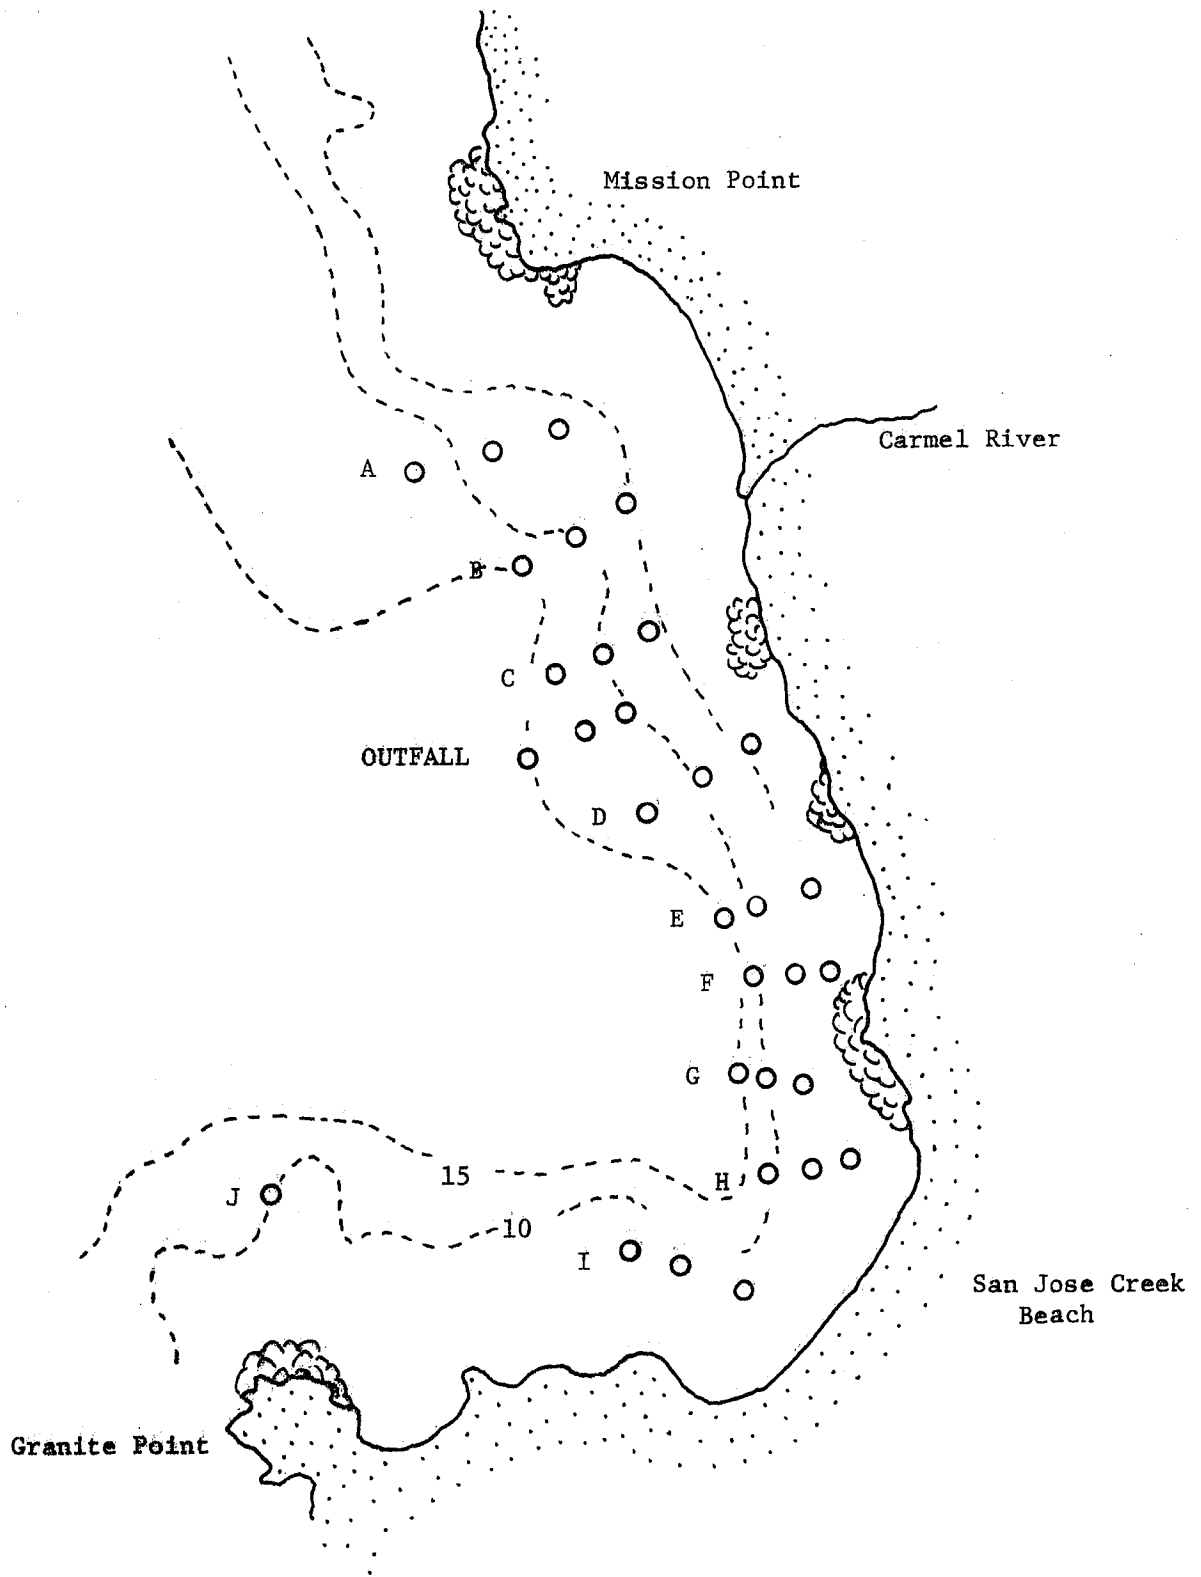 Mission Point
Carmel River
A
B
C
OUTFALL
D
E
F
G
15
H
J
10
I
San Jose Creek
Beach
Granite Point